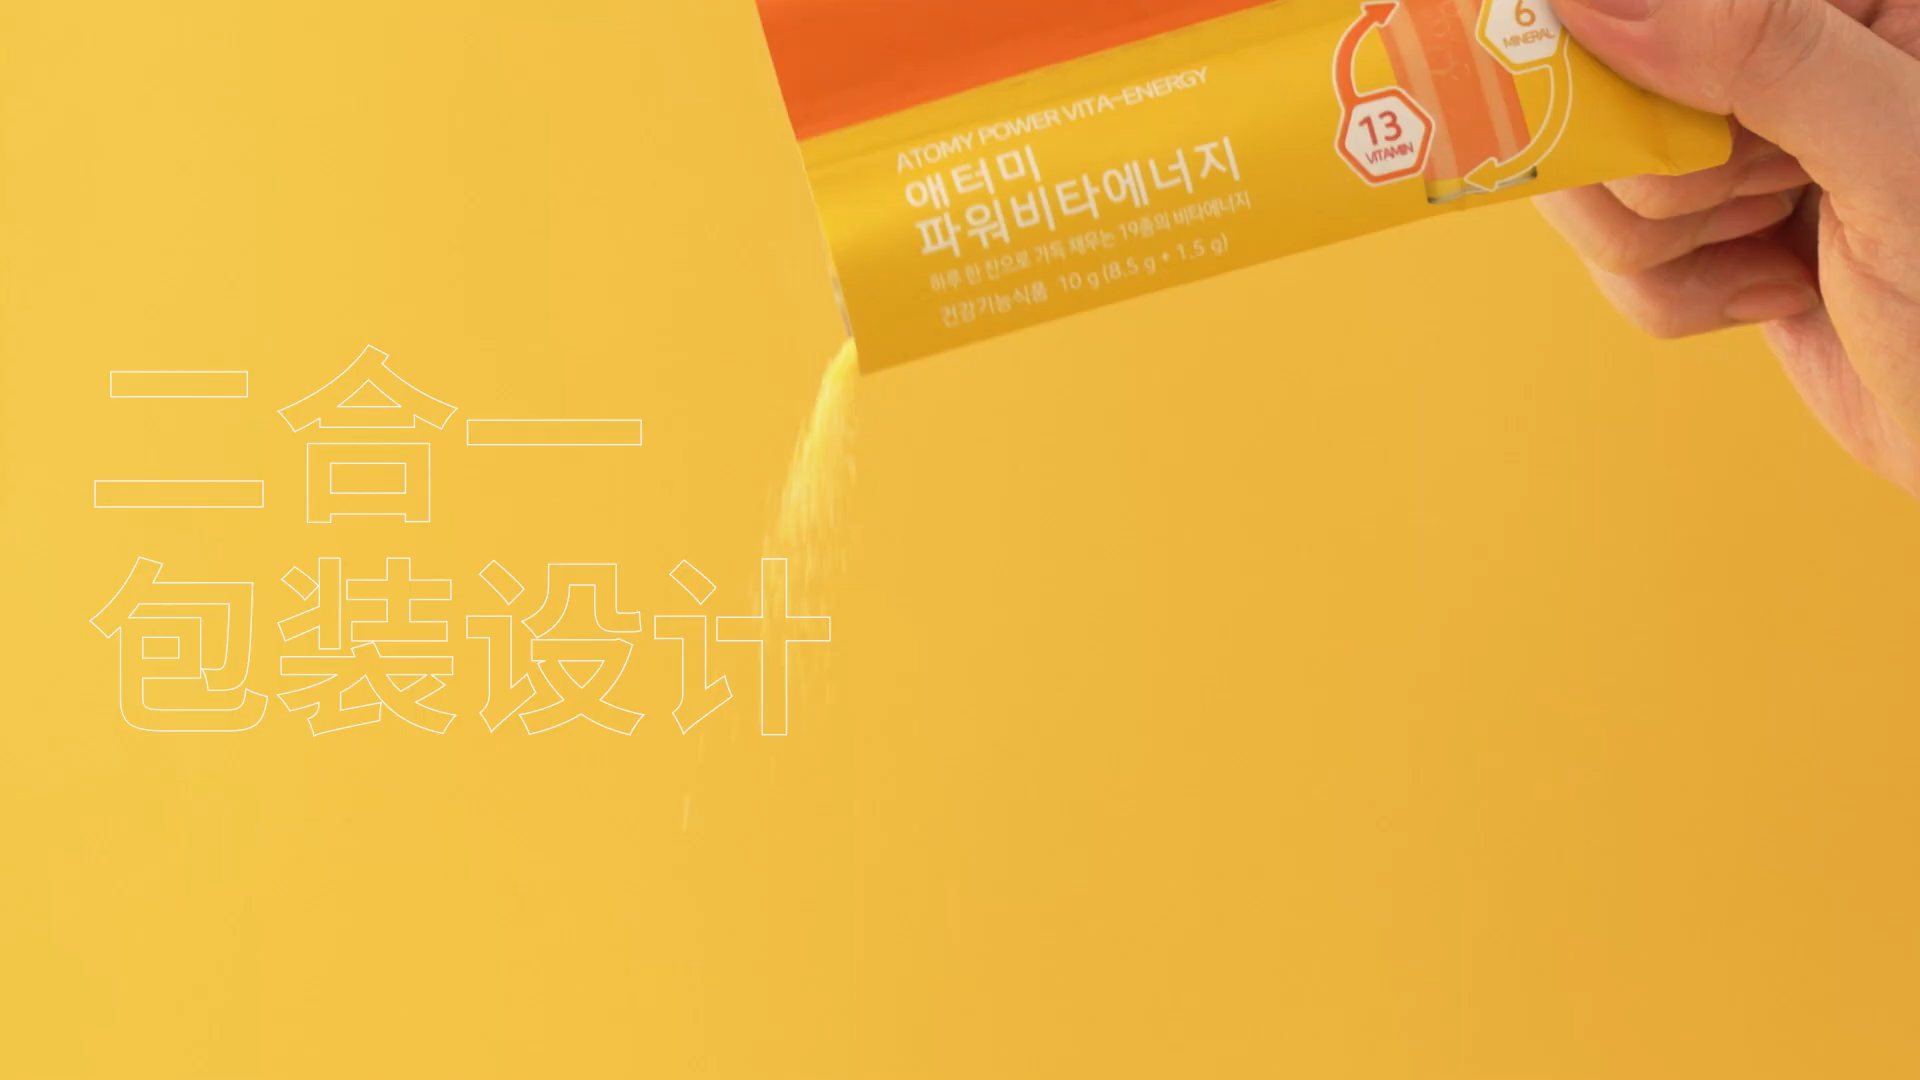 ATOMY POWER VITA-ENERGY
애터미
파워비타에너지
하루 한 잔으로 가득 채우는 19종의 비타에너지
건강기능식품 10 g (8.5 g + 1.5 g)
13
VITAMIN
6
MINERAL
二合一
包装设计